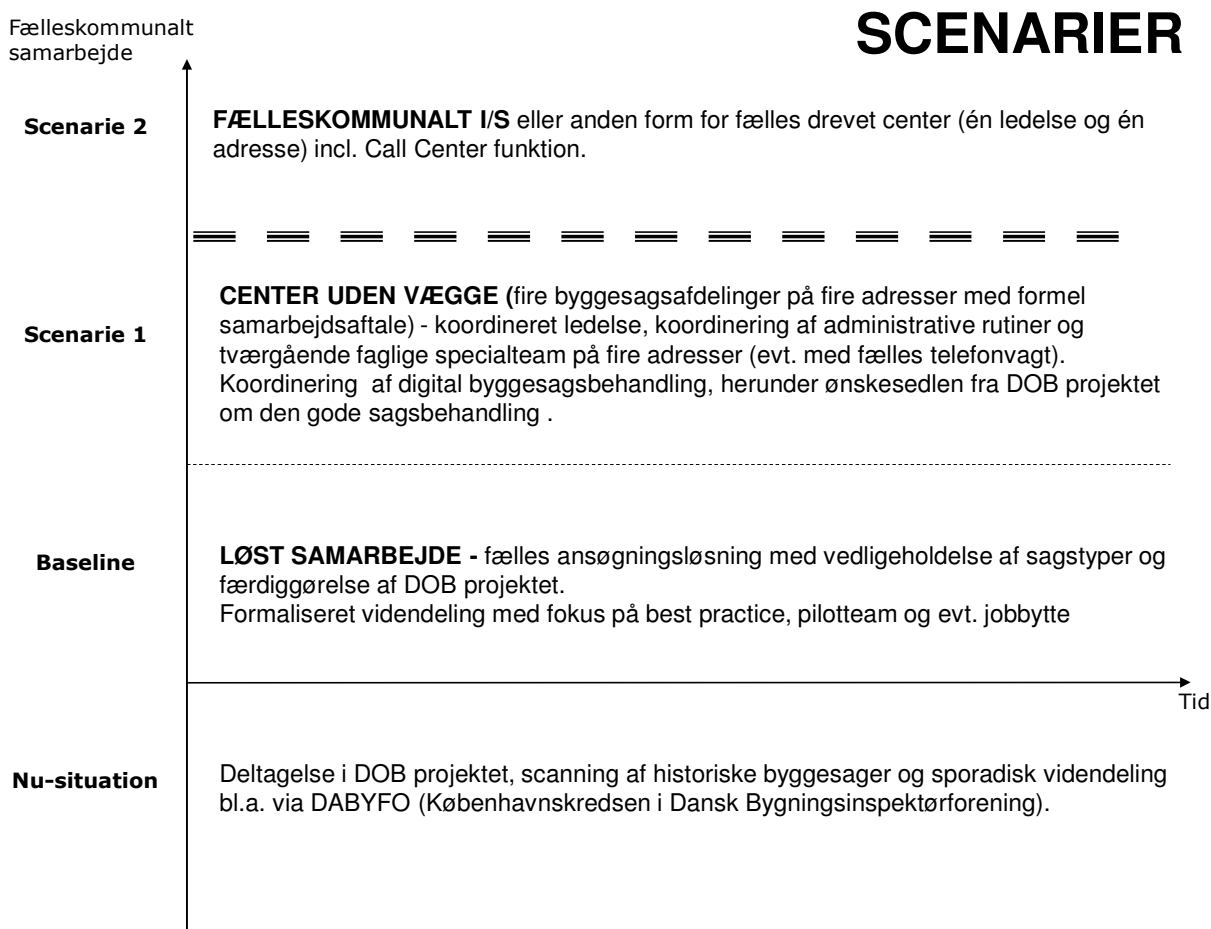 Fælleskommunalt
samarbejde
SCENARIER
Scenarie 2
FÆLLESKOMMUNALT I/S eller anden form for fælles drevet center (én ledelse og én
adresse) incl. Call Center funktion.
Scenarie 1
CENTER UDEN VÆGGE (fire byggesagsafdelinger på fire adresser med formel
samarbejdsaftale) - koordineret ledelse, koordinering af administrative rutiner og
tværgående faglige specialteam på fire adresser (evt. med fælles telefonvagt).
Koordinering  af digital byggesagsbehandling, herunder ønskesedlen fra DOB projektet
om den gode sagsbehandling .
Baseline
LØST SAMARBEJDE - fælles ansøgningsløsning med vedligeholdelse af sagstyper og
færdiggørelse af DOB projektet.
Formaliseret videndeling med fokus på best practice, pilotteam og evt. jobbytte
Tid
Nu-situation
Deltagelse i DOB projektet, scanning af historiske byggesager og sporadisk videndeling
bl.a. via DABYFO (Københavnskredsen i Dansk Bygningsinspektørforening).